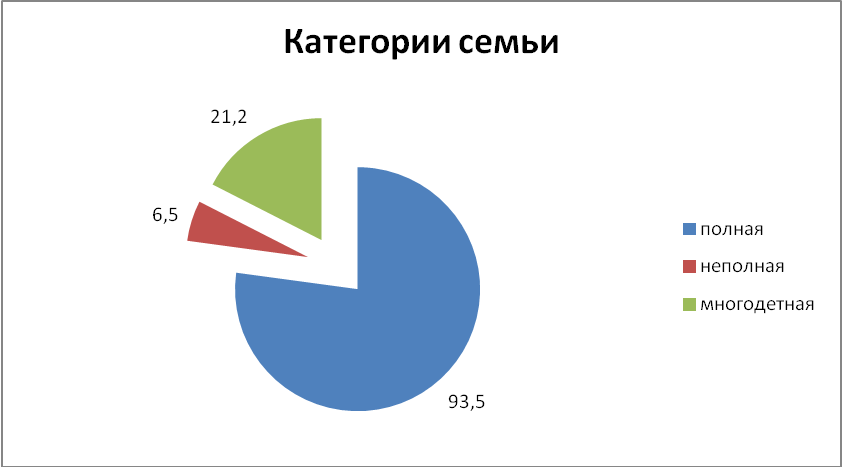 Категории семьи
21,2
6,5
93,5
полная
неполная
многодетная